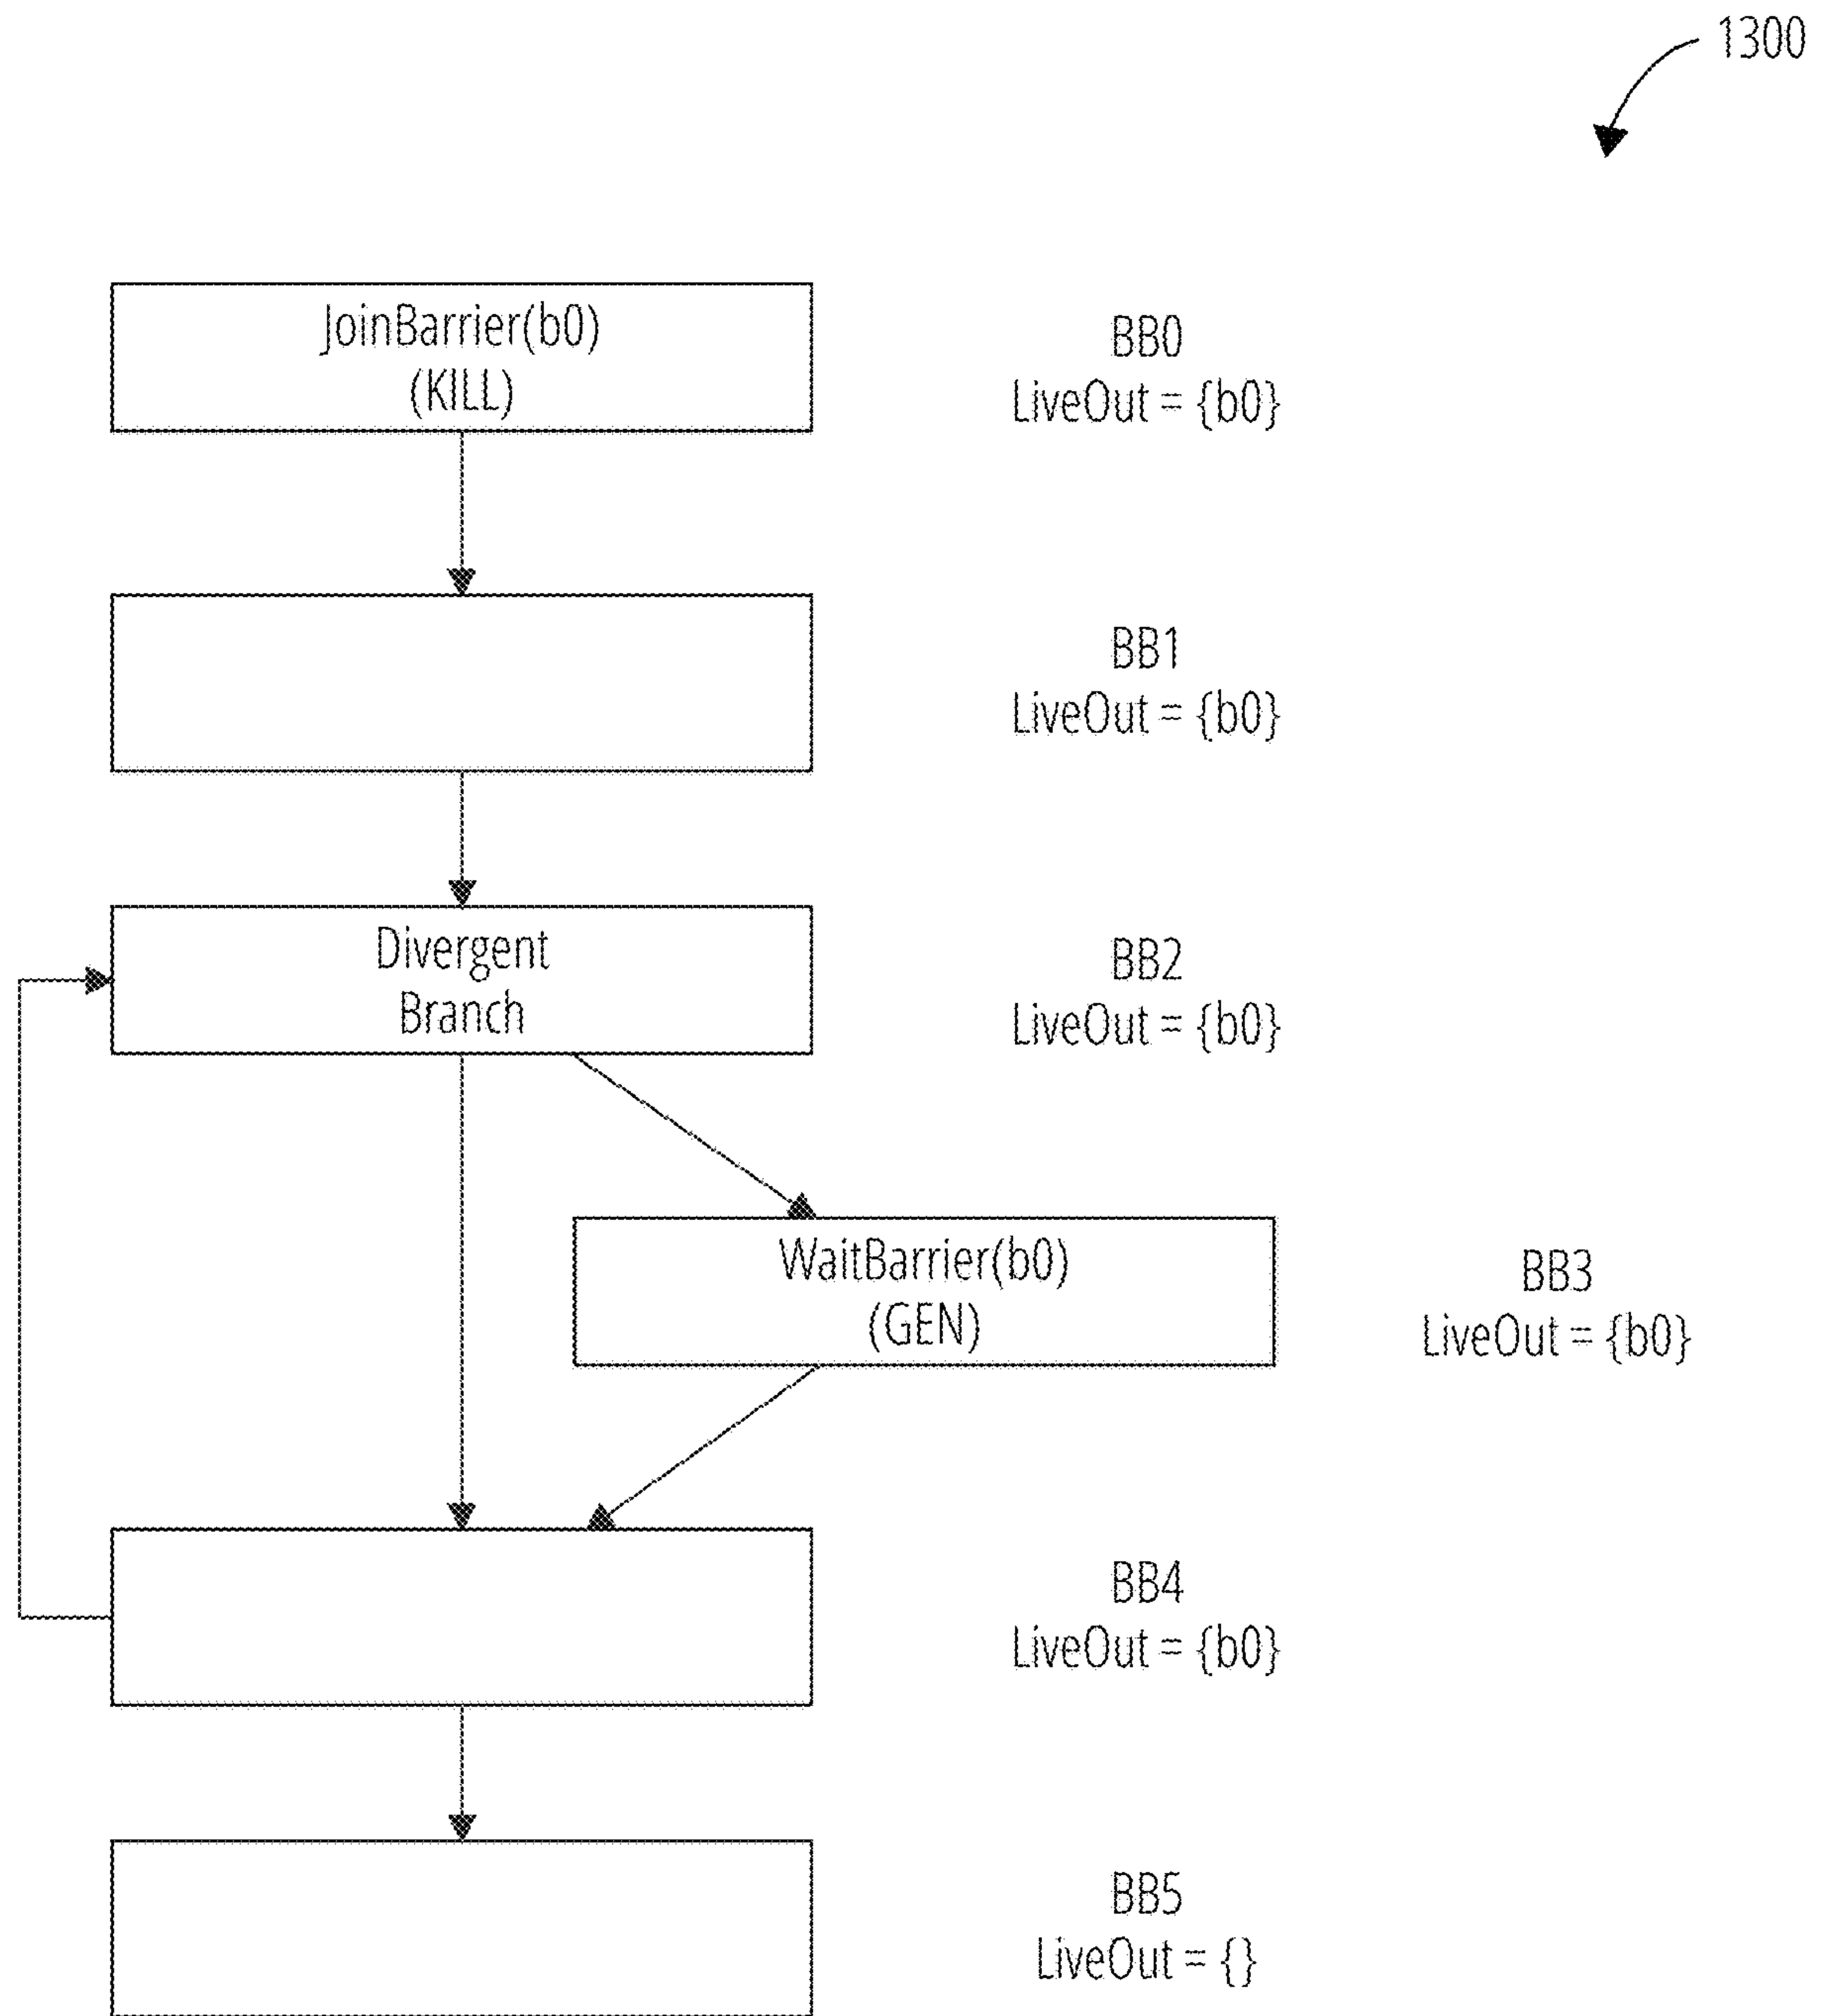 1300
JoinBarrier(b0)
(KILL)
BB0
LiveOut = {b0}
BB1
LiveOut = {b0}
Divergent
Branch
BB2
LiveOut = {b0}
WaitBarrier(b0)
(GEN)
BB3
LiveOut = {b0}
BB4
LiveOut = {b0}
BB5
LiveOut = {}